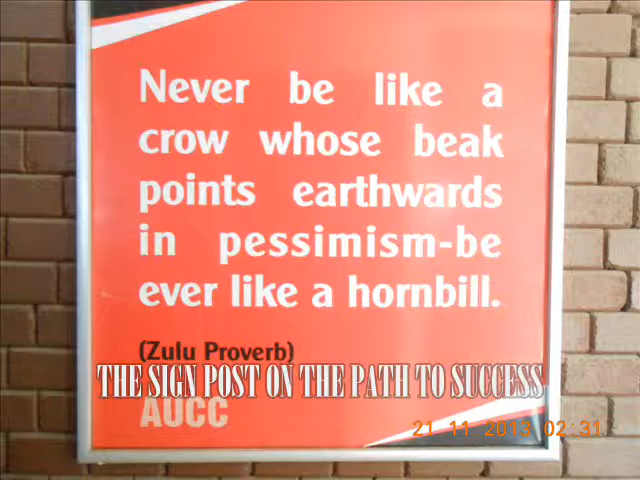 Never be like a
crow whose beak
points earthwards
in pessimism-be
ever like a hornbill.
(Zulu Proverb)
THE SIGN POST ON THE PATH TO SUCCESS
AUCC
21 11 2013 02:31